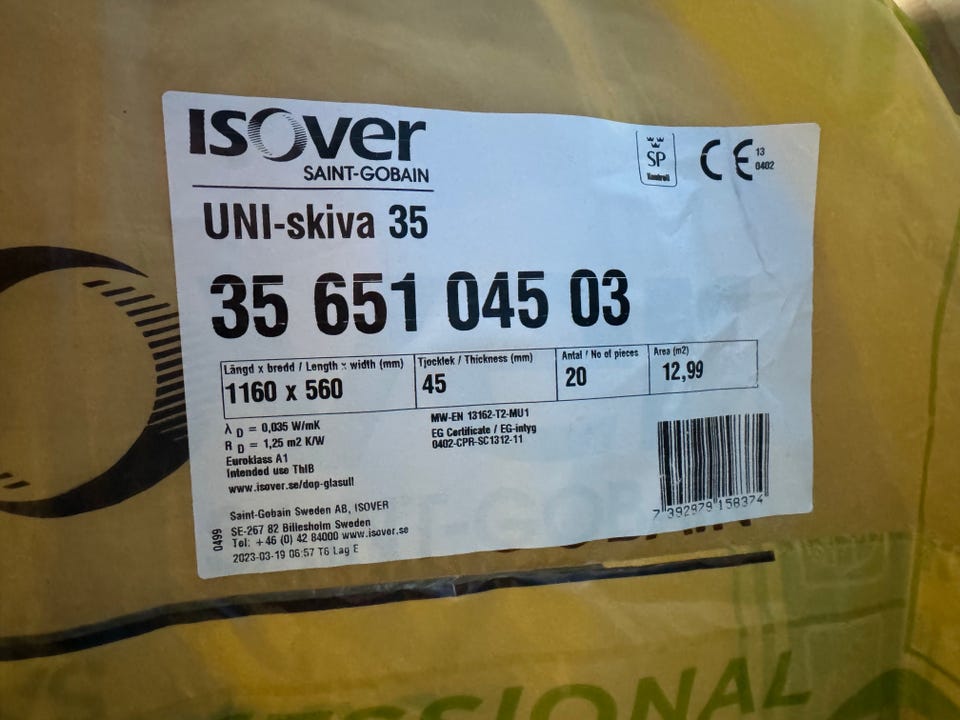 ISOver
SAINT-GOBAIN
SP
Kontroll
CE 13
0402
UNI-skiva 35
35 651 045 03
Längd x bredd / Length x width (mm)
1160 x 560
Tjocklek / Thickness (mm)
45
Antal / No of pieces
20
Area (m2)
12,99
λ D = 0,035 W/mK
R D = 1,25 m2 K/W
Euroklass A1
Intended use ThIB
www.isover.se/dop-glasull
MW-EN 13162-T2-MU1
EG Certificate / EG-intyg
0402-CPR-SC1312-11
7 392979 158374
0499
Saint-Gobain Sweden AB, ISOVER
SE-267 82 Billesholm Sweden
Tel: +46 (0) 42 84000 www.isover.se
2023-03-19 06:57 T6 Lag E